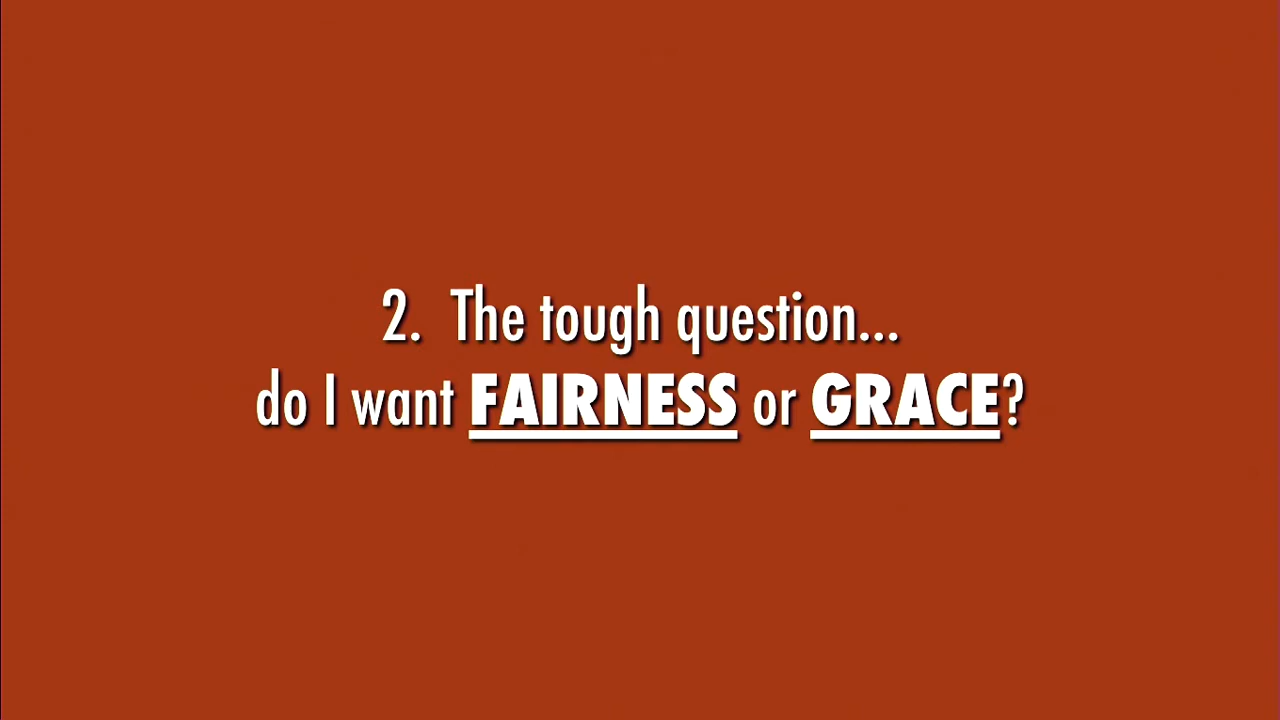 2. The tough question...
do I want FAIRNESS or GRACE?